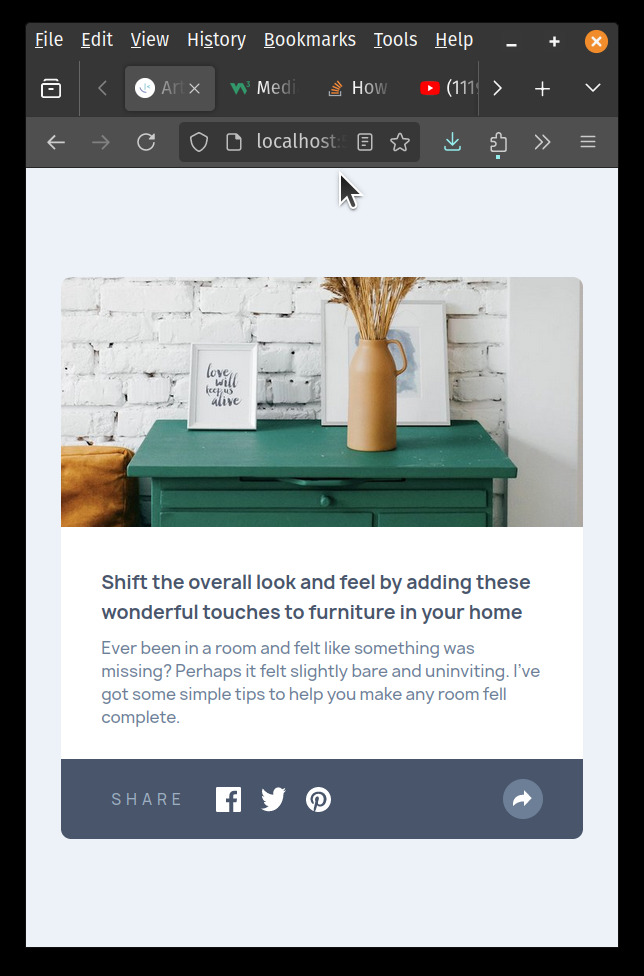 File Edit View History Bookmarks Tools Help
Art Medi How (111
localhost:
love
will
keep us
alive
Shift the overall look and feel by adding these
wonderful touches to furniture in your home
Ever been in a room and felt like something was
missing? Perhaps it felt slightly bare and uninviting. I’ve
got some simple tips to help you make any room fell
complete.
SHARE